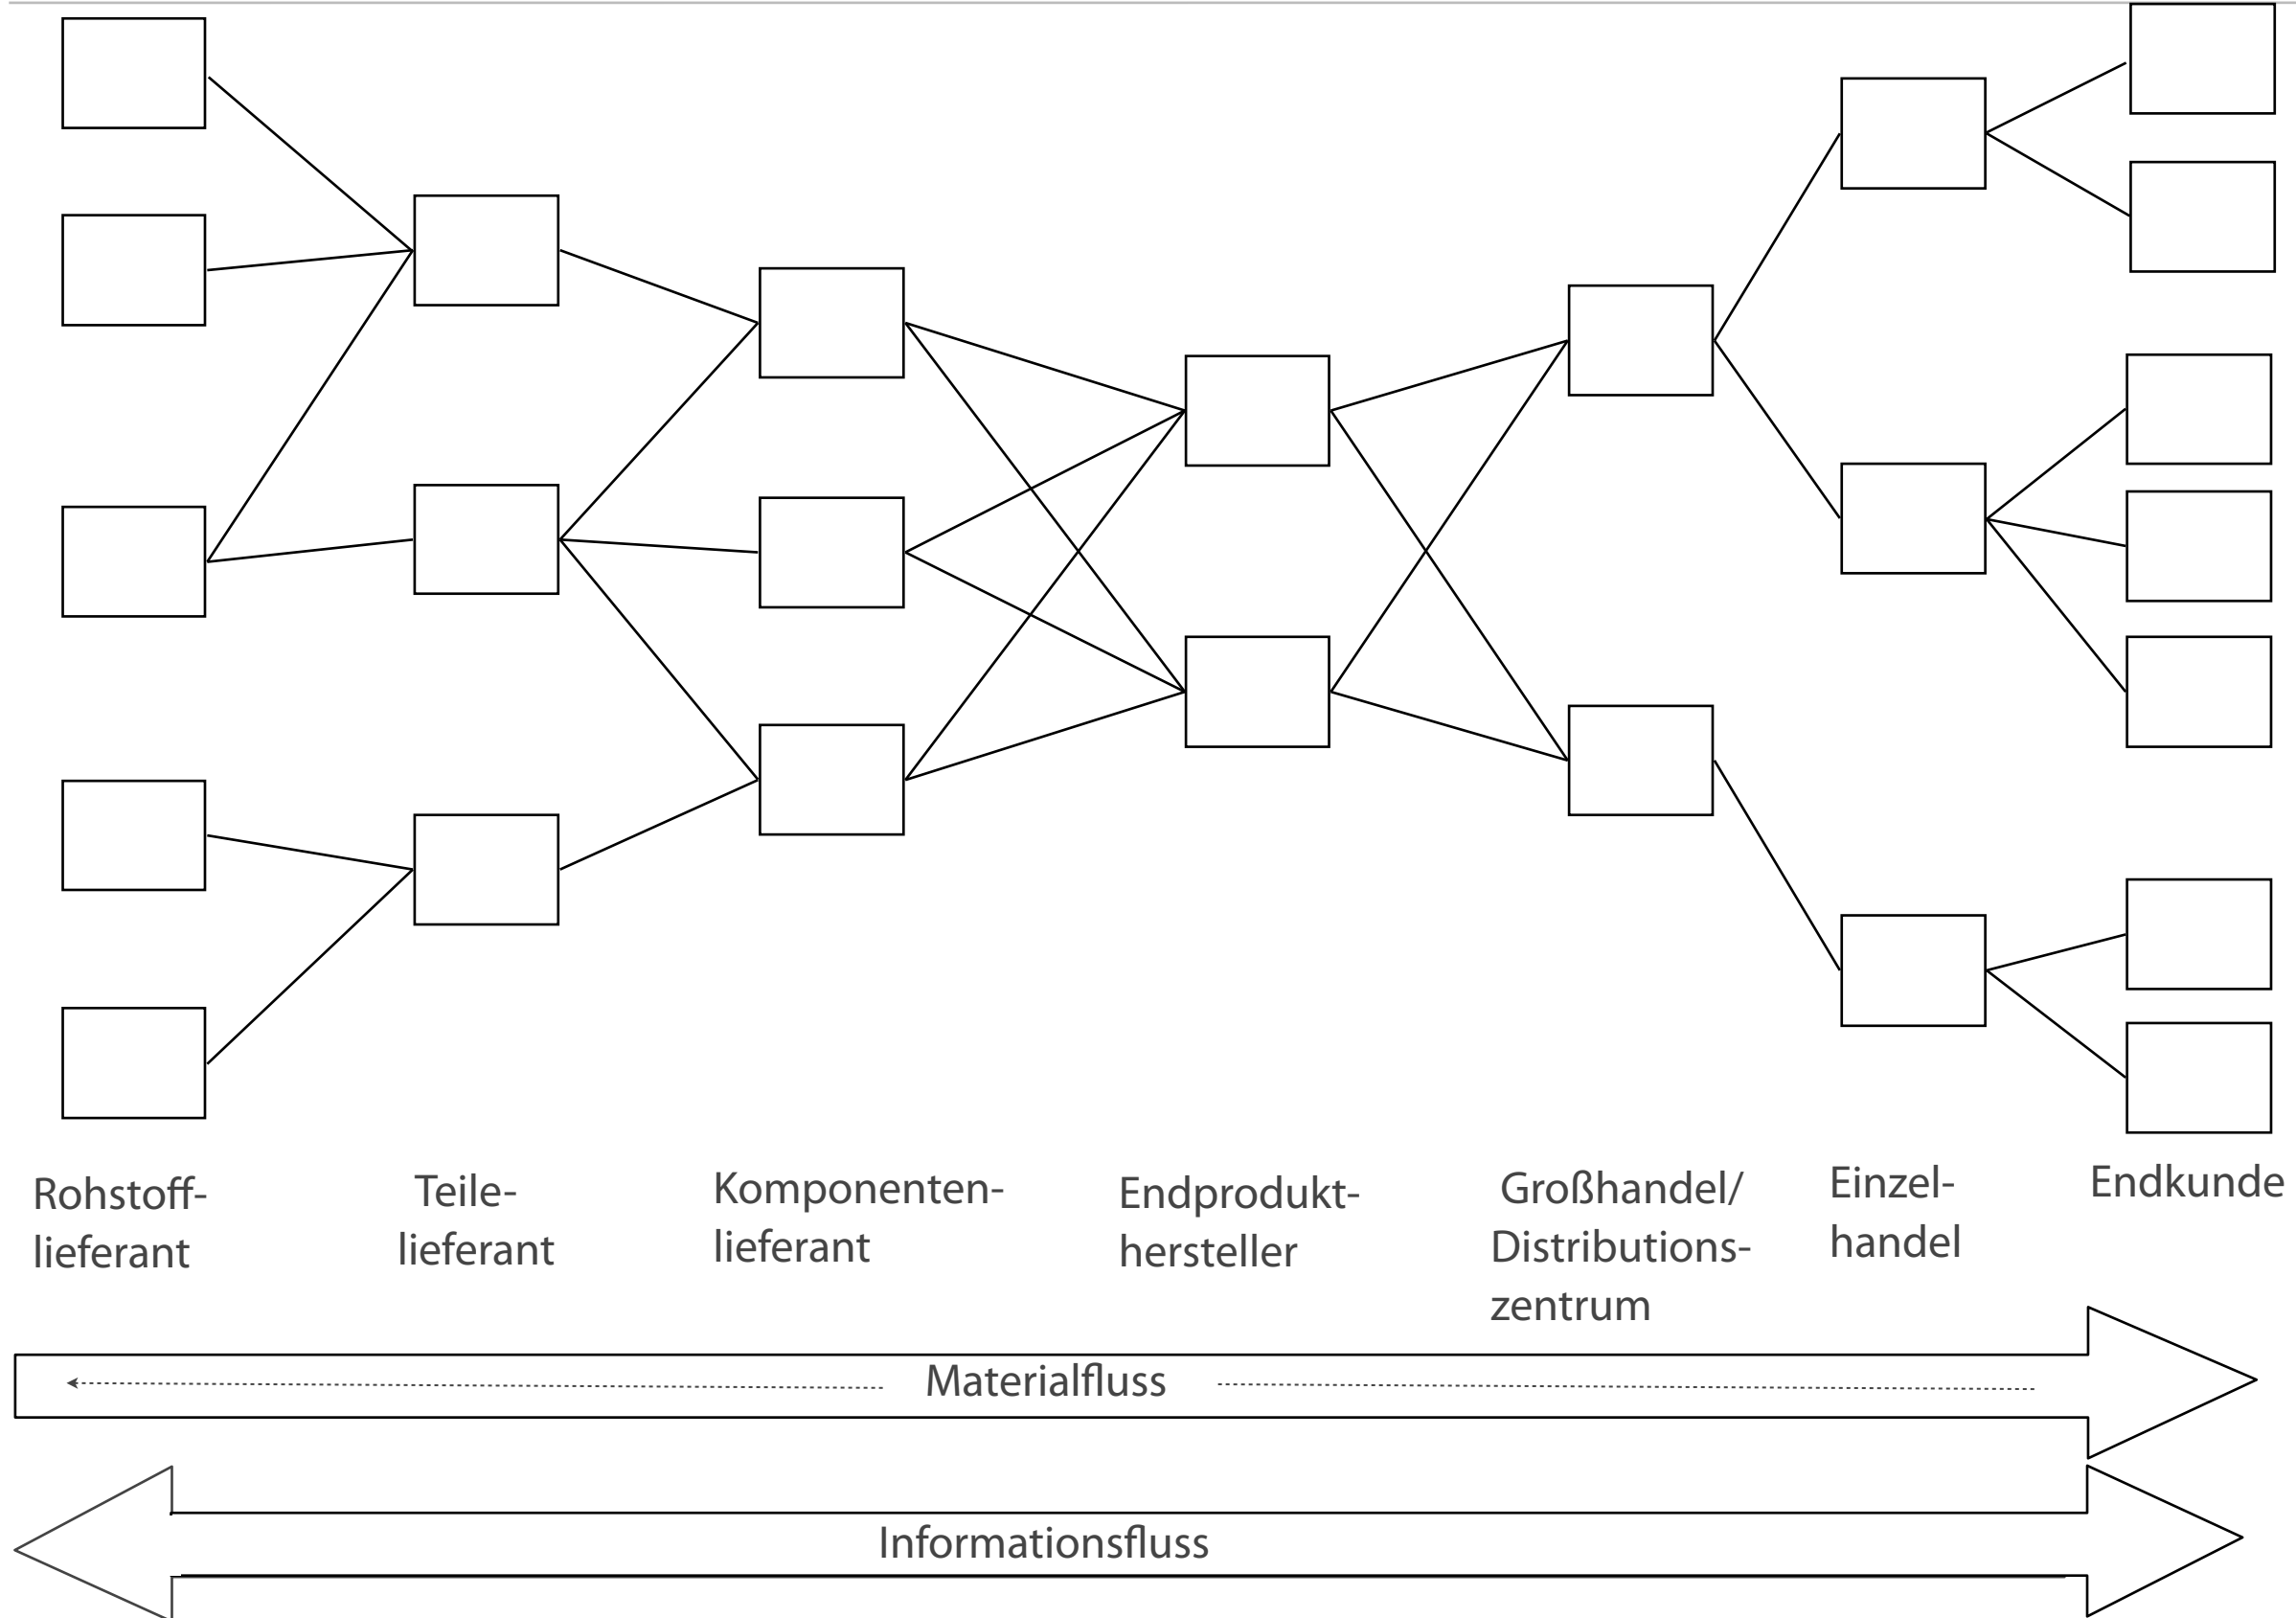 Rohstoff-
lieferant
Teile-
lieferant
Komponenten-
lieferant
Endprodukt-
hersteller
Großhandel/
Distributions-
zentrum
Einzel-
handel
Endkunde
Materialfluss
Informationsfluss